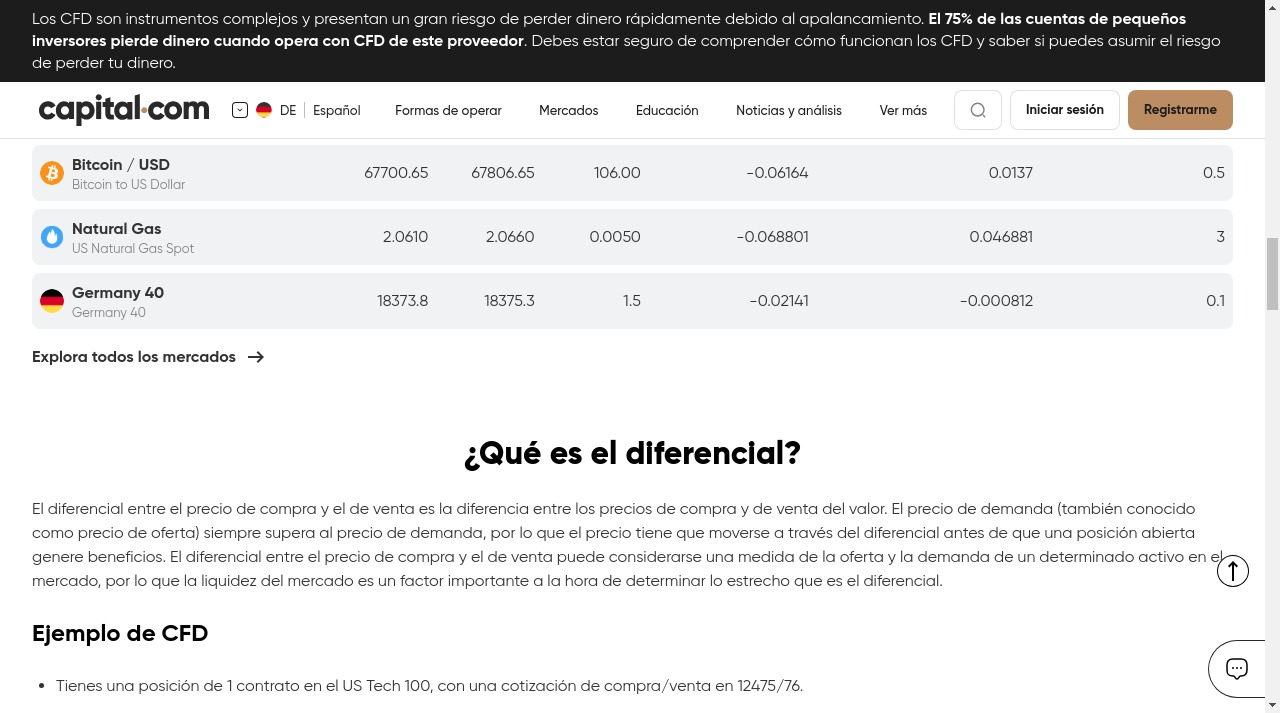 Los CFD son instrumentos complejos y presentan un gran riesgo de perder dinero rápidamente debido al apalancamiento. El 75% de las cuentas de pequeños
inversores pierde dinero cuando opera con CFD de este proveedor. Debes estar seguro de comprender cómo funcionan los CFD y saber si puedes asumir el riesgo
de perder tu dinero.
capital.com DE Español Formas de operar Mercados Educación Noticias y análisis Ver más Iniciar sesión Registrarme
Bitcoin / USD 67700.65 67806.65 106.00 -0.06164 0.0137 0.5
Bitcoin to US Dollar
Natural Gas 2.0610 2.0660 0.0050 -0.068801 0.046881 3
US Natural Gas Spot
Germany 40 18373.8 18375.3 1.5 -0.02141 -0.000812 0.1
Germany 40
Explora todos los mercados
¿Qué es el diferencial?
El diferencial entre el precio de compra y el de venta es la diferencia entre los precios de compra y de venta del valor. El precio de demanda (también conocido
como precio de oferta) siempre supera al precio de demanda, por lo que el precio tiene que moverse a través del diferencial antes de que una posición abierta
genere beneficios. El diferencial entre el precio de compra y el de venta puede considerarse una medida de la oferta y la demanda de un determinado activo en el
mercado, por lo que la liquidez del mercado es un factor importante a la hora de determinar lo estrecho que es el diferencial.
Ejemplo de CFD
• Tienes una posición de 1 contrato en el US Tech 100, con una cotización de compra/venta en 12475/76.